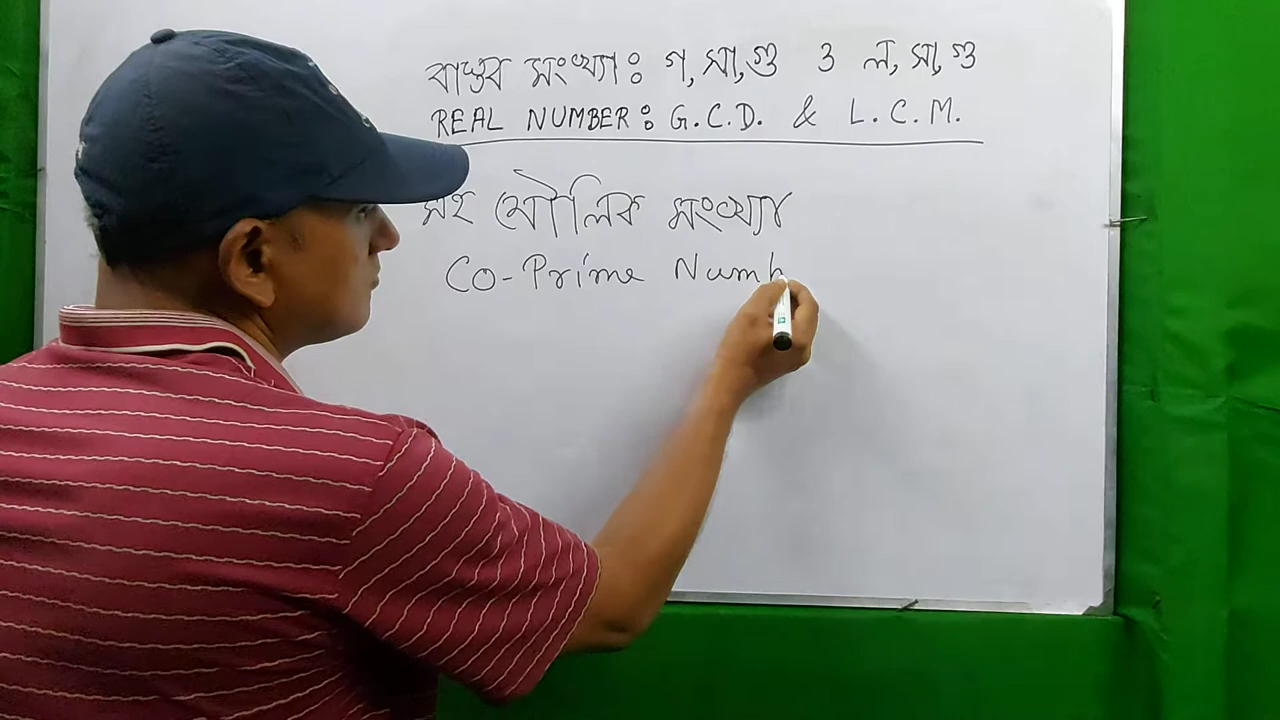 বাস্তব সংখ্যাঃ গ,সা,গু ও ল,সা,গু
REAL NUMBER: G.C.D. & L.C.M.
সহ মৌলিক সংখ্যা
Co-Prime Numb